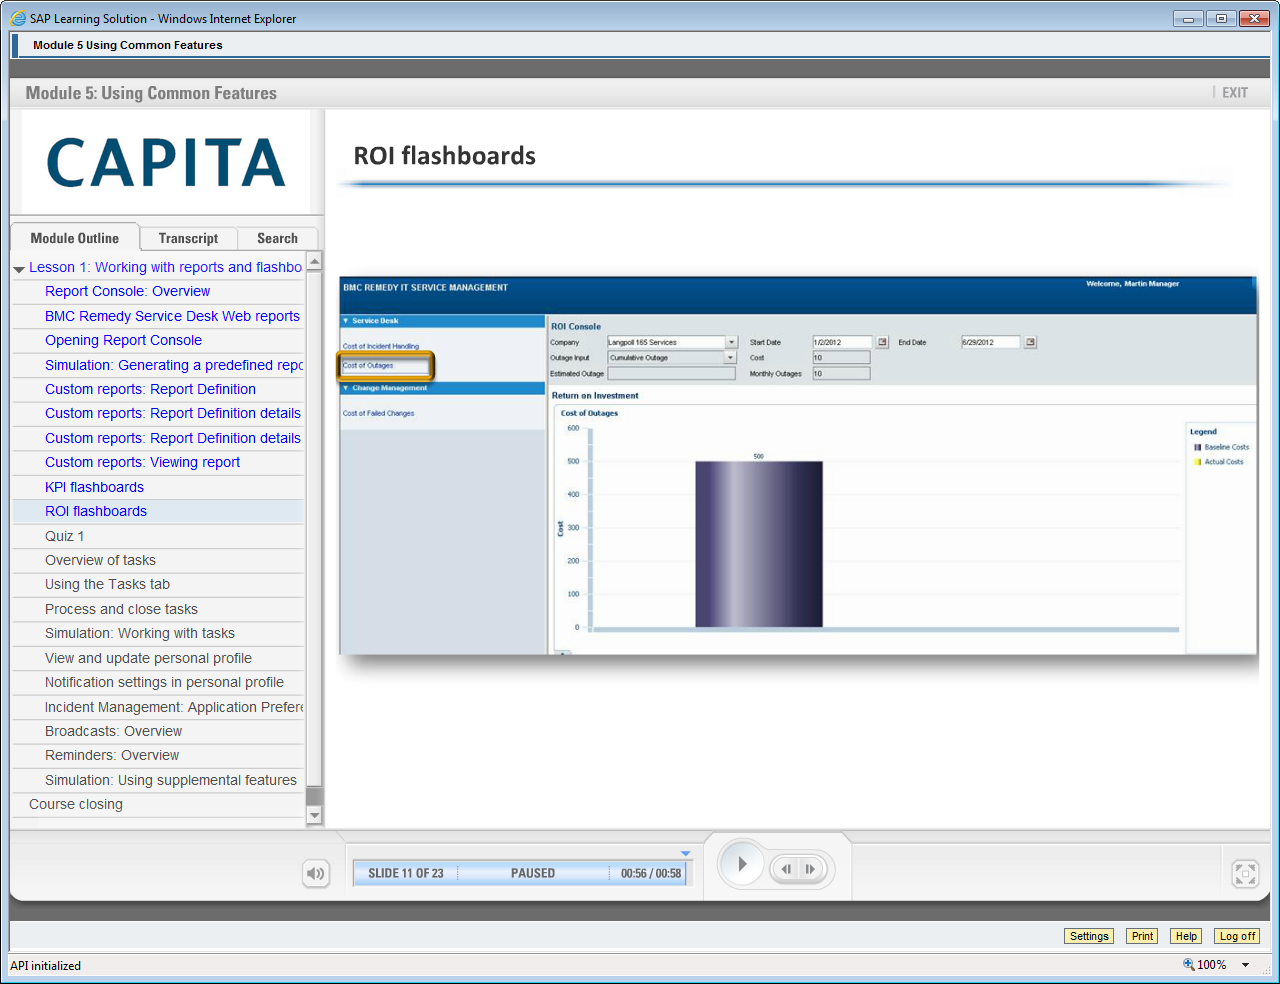 SAP Learning Solution - Windows Internet Explorer
Module 5 Using Common Features
Module 5: Using Common Features
EXIT
CAPITA
Module Outline
Transcript
Search
Lesson 1: Working with reports and flashbo
Report Console: Overview
BMC Remedy Service Desk Web reports
Opening Report Console
Simulation: Generating a predefined repo
Custom reports: Report Definition
Custom reports: Report Definition details
Custom reports: Report Definition details
Custom reports: Viewing report
KPI flashboards
ROI flashboards
Quiz 1
Overview of tasks
Using the Tasks tab
Process and close tasks
Simulation: Working with tasks
View and update personal profile
Notification settings in personal profile
Incident Management: Application Prefere
Broadcasts: Overview
Reminders: Overview
Simulation: Using supplemental features
Course closing
ROI flashboards
BMC REMEDY IT SERVICE MANAGEMENT
Welcome, Martin Manager
Service Desk
Cost of Incident Handling
Cost of Outages
Change Management
Cost of Failed Changes
ROI Console
Company Langpol 165 Services Start Date 1/2/2012 End Date 6/29/2012
Outage Input Cumulative Outage Cost 10
Estimated Outage Monthly Outages 10
Return on Investment
Cost of Outages
600
500
400
300
200
100
0
Cost
500
Legend
Baseline Costs
Actual Costs
SLIDE 11 OF 23 PAUSED 00:56 / 00:58
Settings Print Help Log off
API initialized
100%